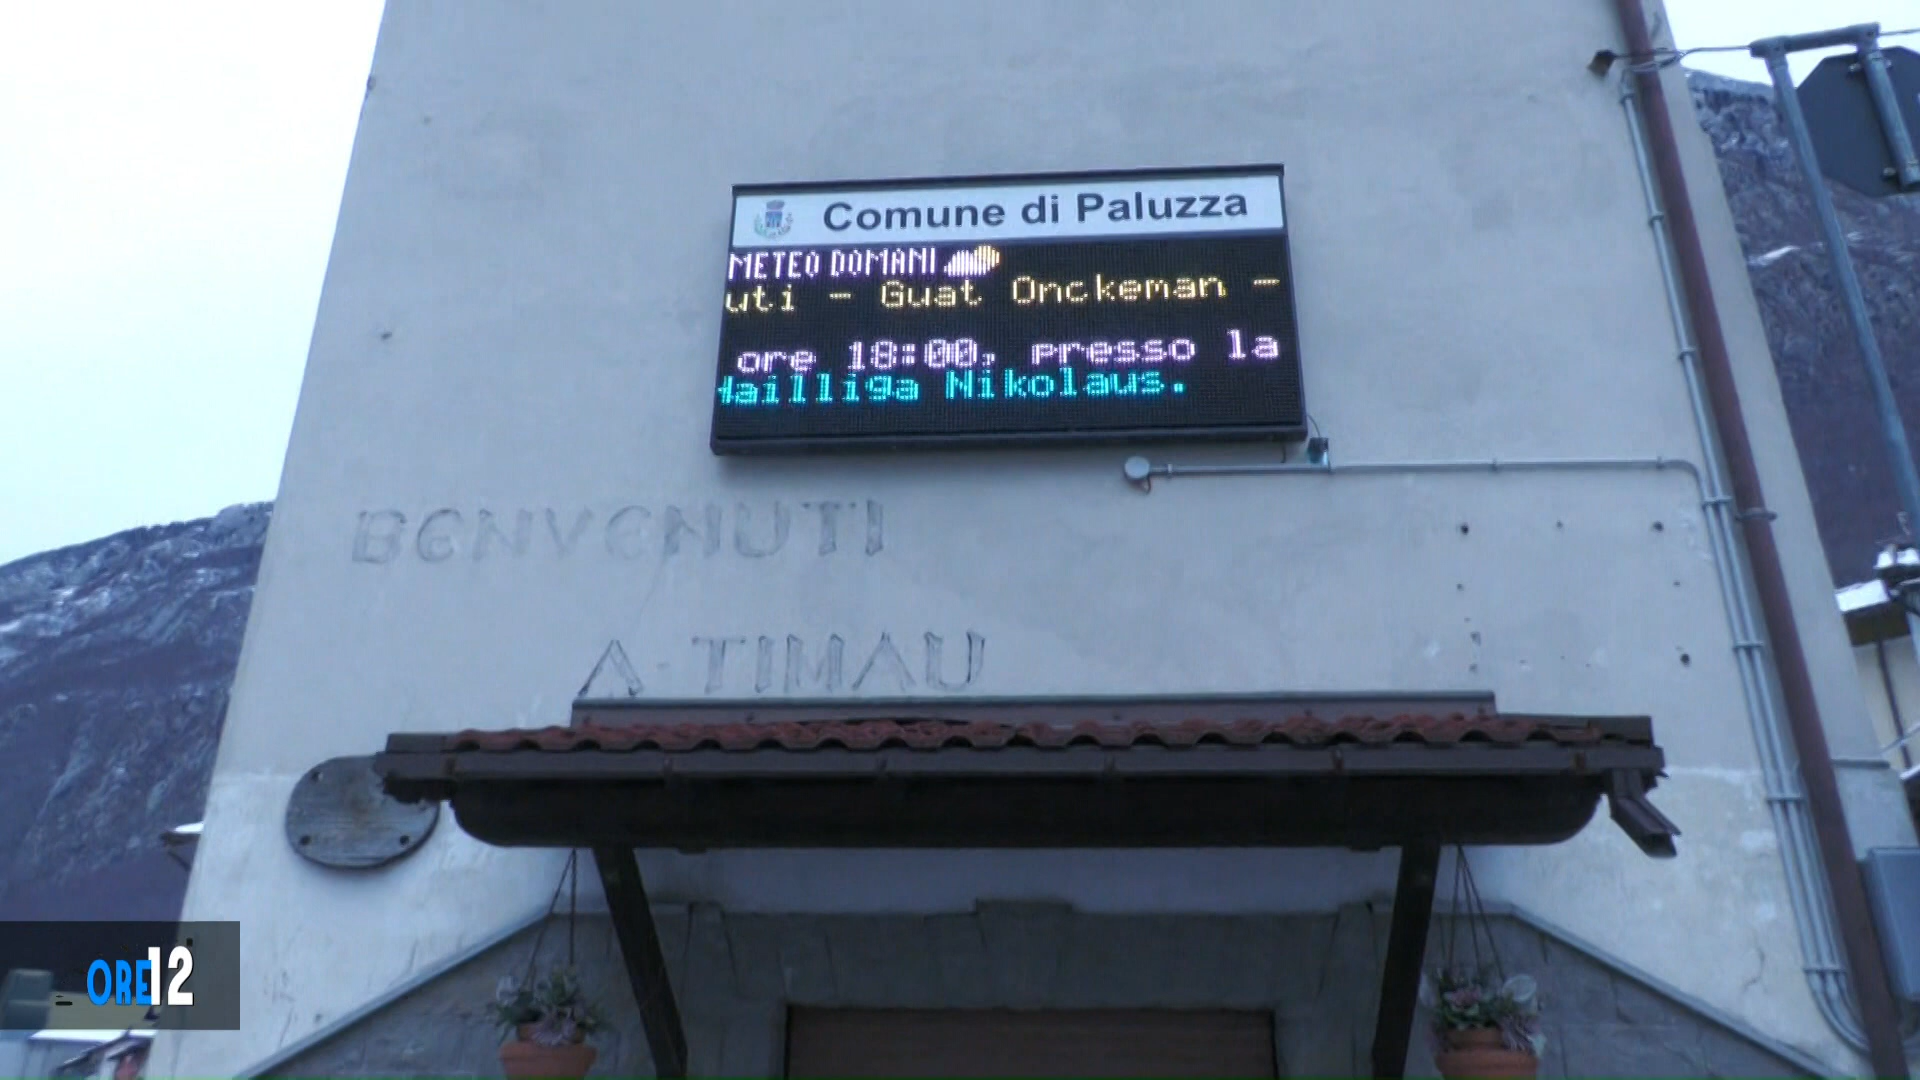 Comune di Paluzza
METEO DOMANI
uti - Guat Onckeman -
ore 18:00, presso la
Hailliga Nikolaus.
BENVENUTI
A TIMAU
ORE12